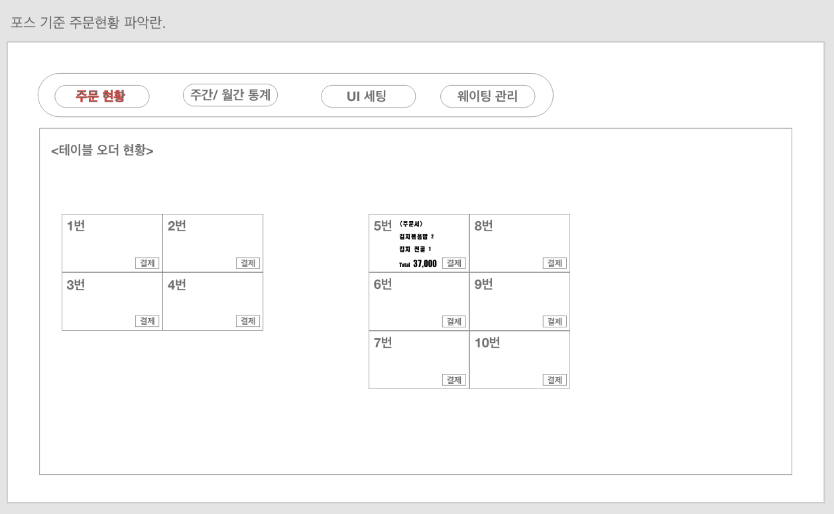 포스 기준 주문현황 파악란.
주문 현황
주간/ 월간 통계
UI 세팅
웨이팅 관리
<테이블 오더 현황>
1번
결제
2번
결제
3번
결제
4번
결제
5번
(주문서)
김치볶음밥 2
김치 전골 1
Total 37,000
결제
8번
결제
6번
결제
9번
결제
7번
결제
10번
결제